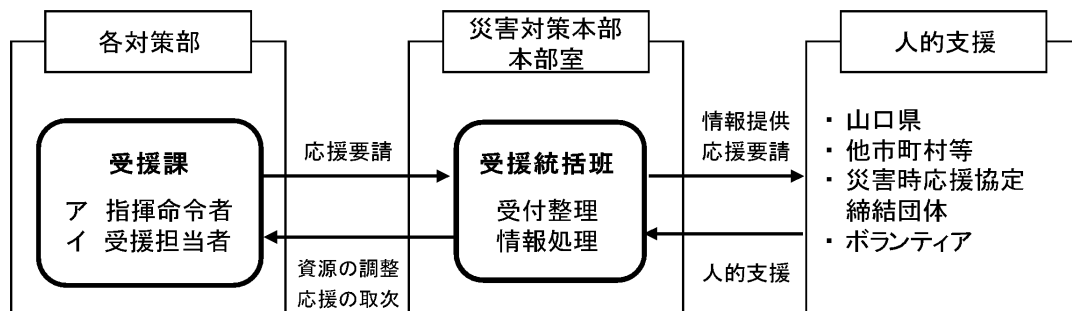 各対策部
災害対策本部
本部室
人的支援
受援課
ア 指揮命令者
イ 受援担当者
応援要請
資源の調整
応援の取次
受援統括班
受付整理
情報処理
情報提供
応援要請
人的支援
・ 山口県
・ 他市町村等
・ 災害時応援協定
締結団体
・ ボランティア